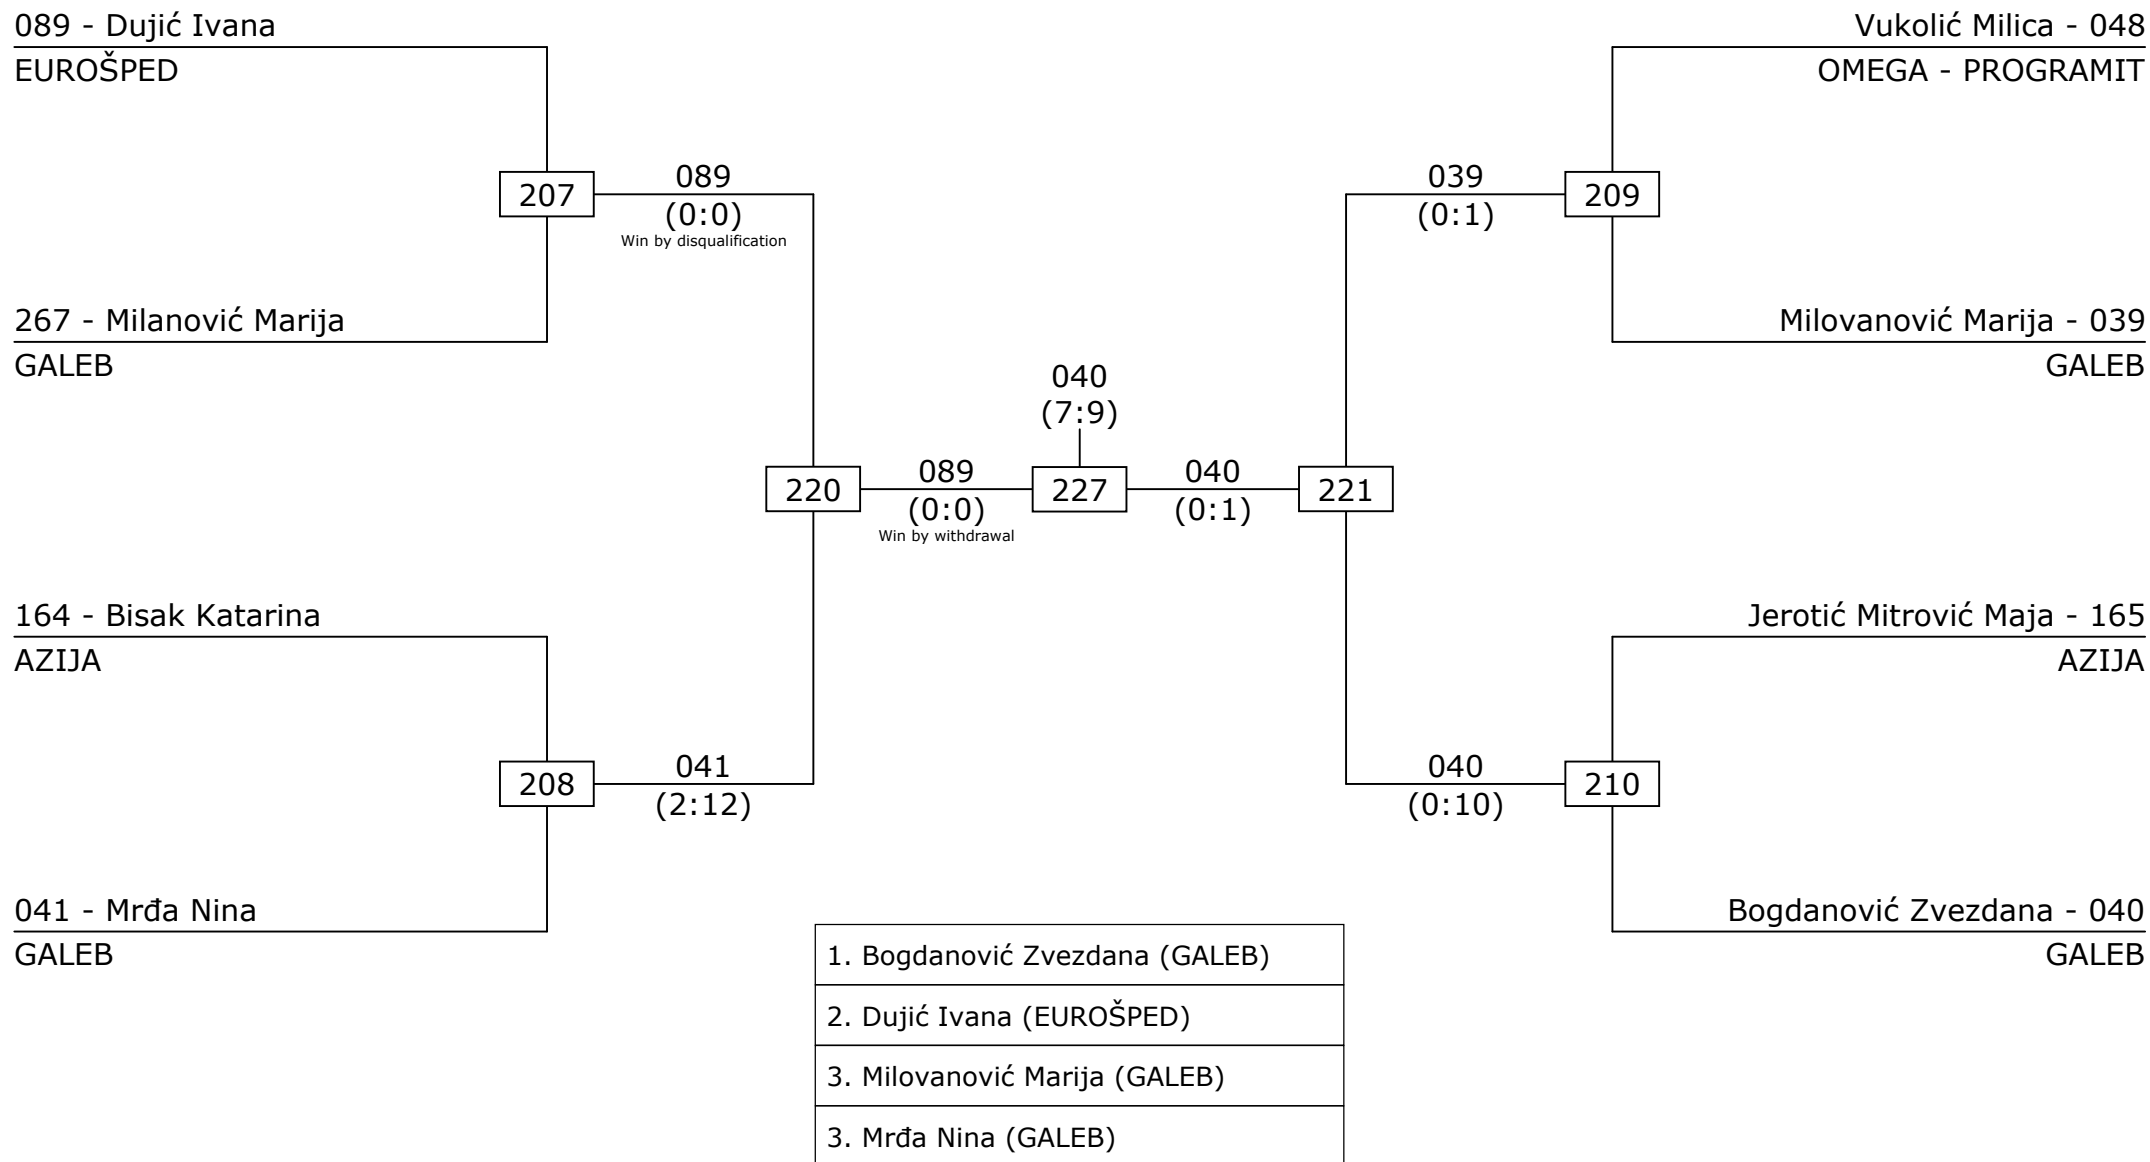 089 - Dujić Ivana
EUROŠPED
207
089
(0:0)
Win by disqualification
267 - Milanović Marija
GALEB
164 - Bisak Katarina
AZIJA
208
041
(2:12)
041 - Mrđa Nina
GALEB
220
089
(0:0)
Win by withdrawal
040
(7:9)
227
040
(0:1)
221
Vukolić Milica - 048
OMEGA - PROGRAMIT
039
(0:1)
209
Milovanović Marija - 039
GALEB
Jerotić Mitrović Maja - 165
AZIJA
040
(0:10)
210
Bogdanović Zvezdana - 040
GALEB
1. Bogdanović Zvezdana (GALEB)
2. Dujić Ivana (EUROŠPED)
3. Milovanović Marija (GALEB)
3. Mrđa Nina (GALEB)